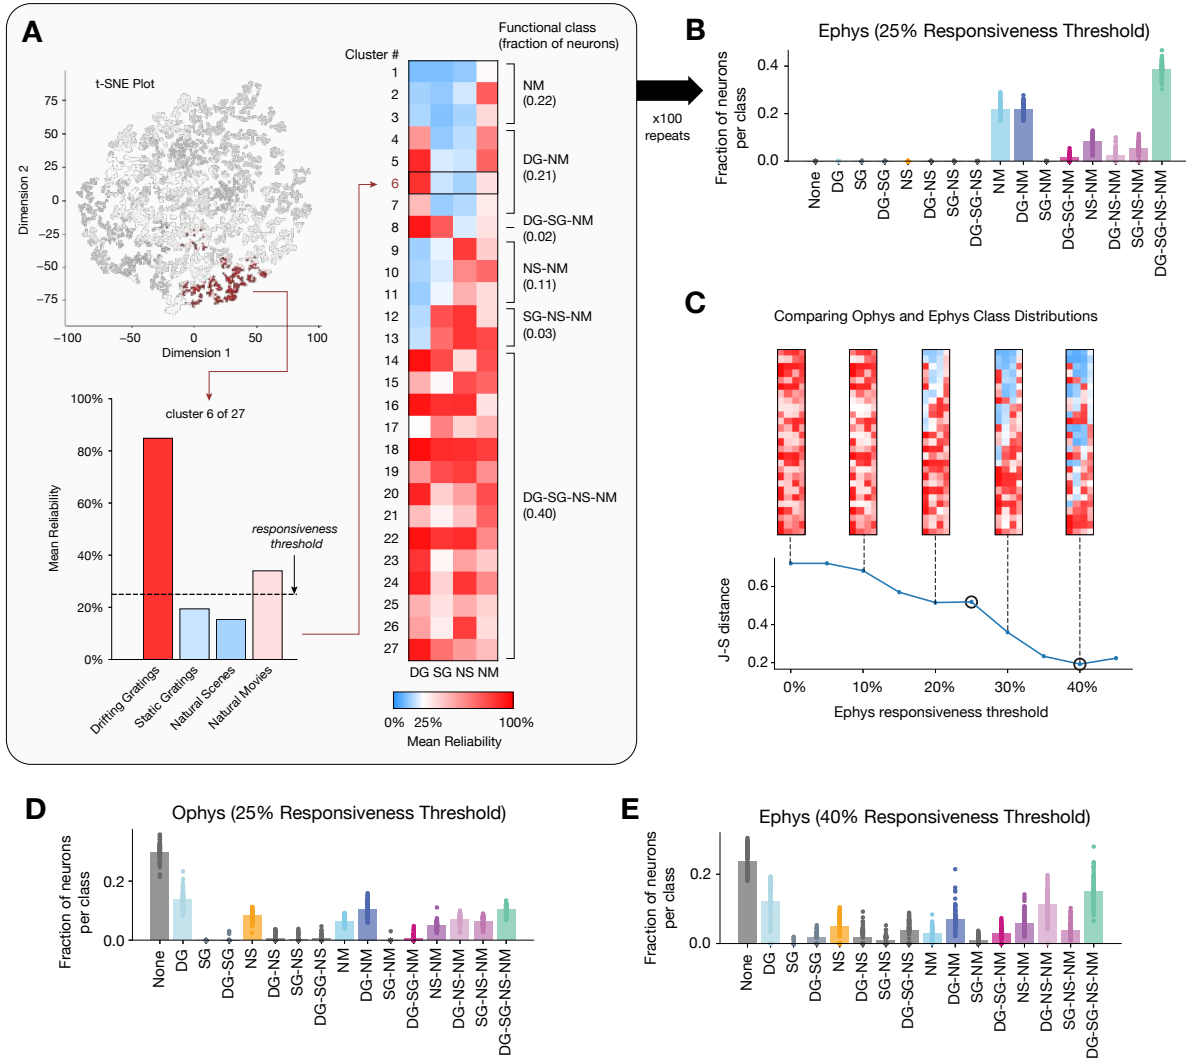 A
t-SNE Plot
Dimension 2
75
50
25
0
−25
−50
−75
−100
−50
0
50
100
Dimension 1
cluster 6 of 27
100%
80%
60%
40%
20%
0%
Mean Reliability
responsiveness
threshold
Drifting Gratings
Static Gratings
Natural Scenes
Natural Movies
Functional class
(fraction of neurons)
Cluster #
1
2
3
4
5
6
7
8
9
10
11
12
13
14
15
16
17
18
19
20
21
22
23
24
25
26
27
NM
(0.22)
DG-NM
(0.21)
DG-SG-NM
(0.02)
NS-NM
(0.11)
SG-NS-NM
(0.03)
DG-SG-NS-NM
(0.40)
DG SG NS NM
0% 25% 100%
Mean Reliability
x100
repeats
B
Ephys (25% Responsiveness Threshold)
Fraction of neurons
per class
0.4
0.2
0.0
None
DG
SG
DG-SG
NS
DG-NS
SG-NS
DG-SG-NS
NM
DG-NM
SG-NM
DG-SG-NM
NS-NM
DG-NS-NM
SG-NS-NM
DG-SG-NS-NM
C
Comparing Ophys and Ephys Class Distributions
J-S distance
0.6
0.4
0.2
0%
10%
20%
30%
40%
Ephys responsiveness threshold
D
Ophys (25% Responsiveness Threshold)
Fraction of neurons
per class
0.2
0.0
None
DG
SG
DG-SG
NS
DG-NS
SG-NS
DG-SG-NS
NM
DG-NM
SG-NM
DG-SG-NM
NS-NM
DG-NS-NM
SG-NS-NM
DG-SG-NS-NM
E
Ephys (40% Responsiveness Threshold)
Fraction of neurons
per class
0.2
0.0
None
DG
SG
DG-SG
NS
DG-NS
SG-NS
DG-SG-NS
NM
DG-NM
SG-NM
DG-SG-NM
NS-NM
DG-NS-NM
SG-NS-NM
DG-SG-NS-NM